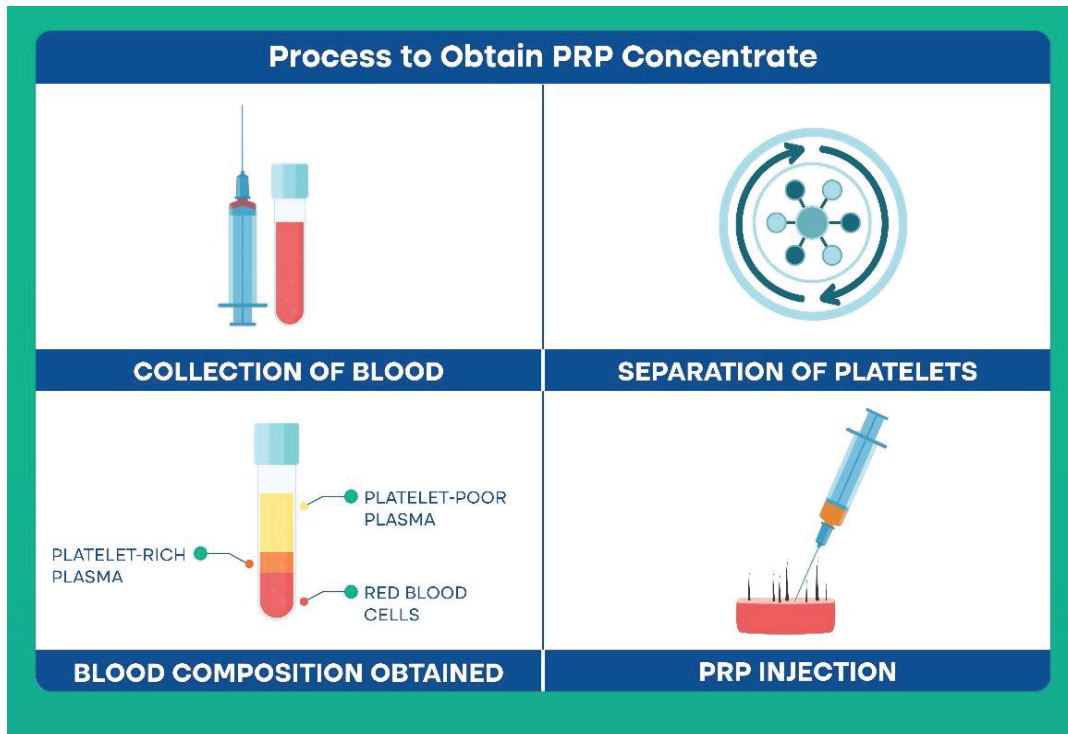 Process to Obtain PRP Concentrate
COLLECTION OF BLOOD
SEPARATION OF PLATELETS
PLATELET-POOR
PLASMA
PLATELET-RICH
PLASMA
RED BLOOD
CELLS
BLOOD COMPOSITION OBTAINED
PRP INJECTION